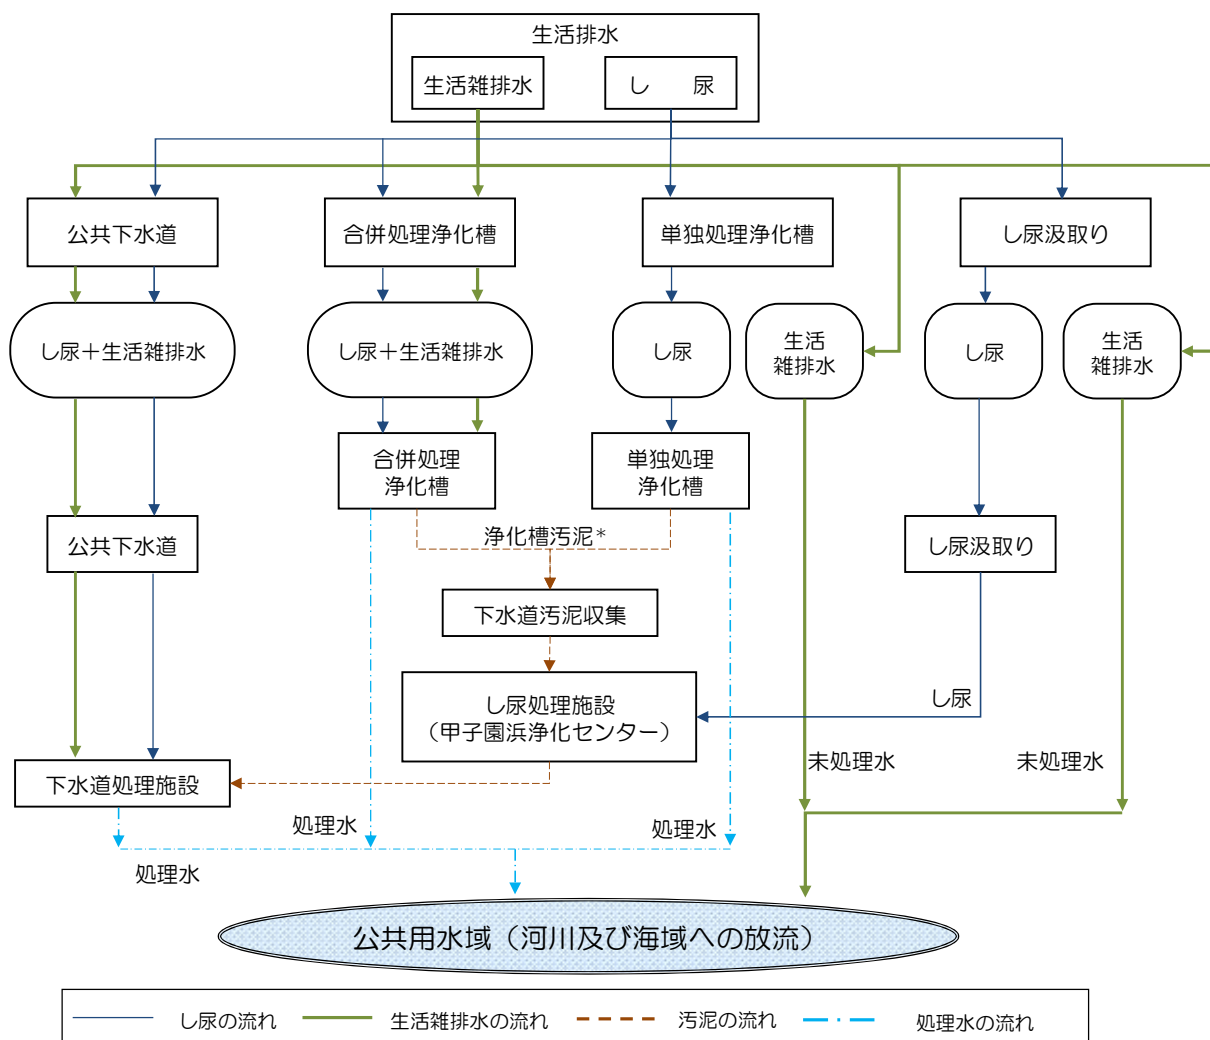 生活排水
生活雑排水
し　尿
公共下水道
合併処理浄化槽
単独処理浄化槽
し尿汲取り
し尿＋生活雑排水
し尿＋生活雑排水
し尿
生活
雑排水
し尿
生活
雑排水
合併処理
浄化槽
単独処理
浄化槽
浄化槽汚泥*
公共下水道
し尿汲取り
下水道汚泥収集
し尿処理施設
（甲子園浜浄化センター）
し尿
未処理水
未処理水
下水道処理施設
処理水
処理水
処理水
公共用水域（河川及び海域への放流）
し尿の流れ
生活雑排水の流れ
汚泥の流れ
処理水の流れ